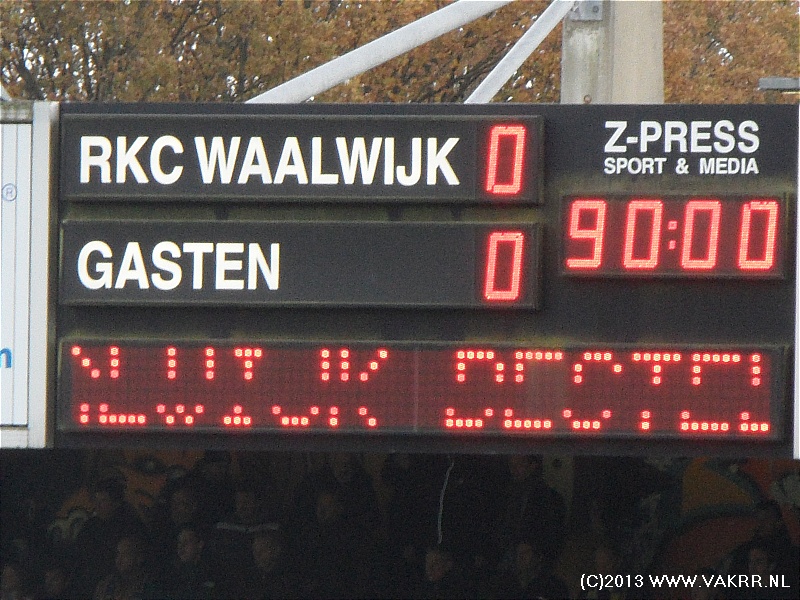 RKC WAALWIJK 0
Z-PRESS
SPORT & MEDIA
GASTEN 0
90:00
®
(C)2013 WWW.VAKRR.NL